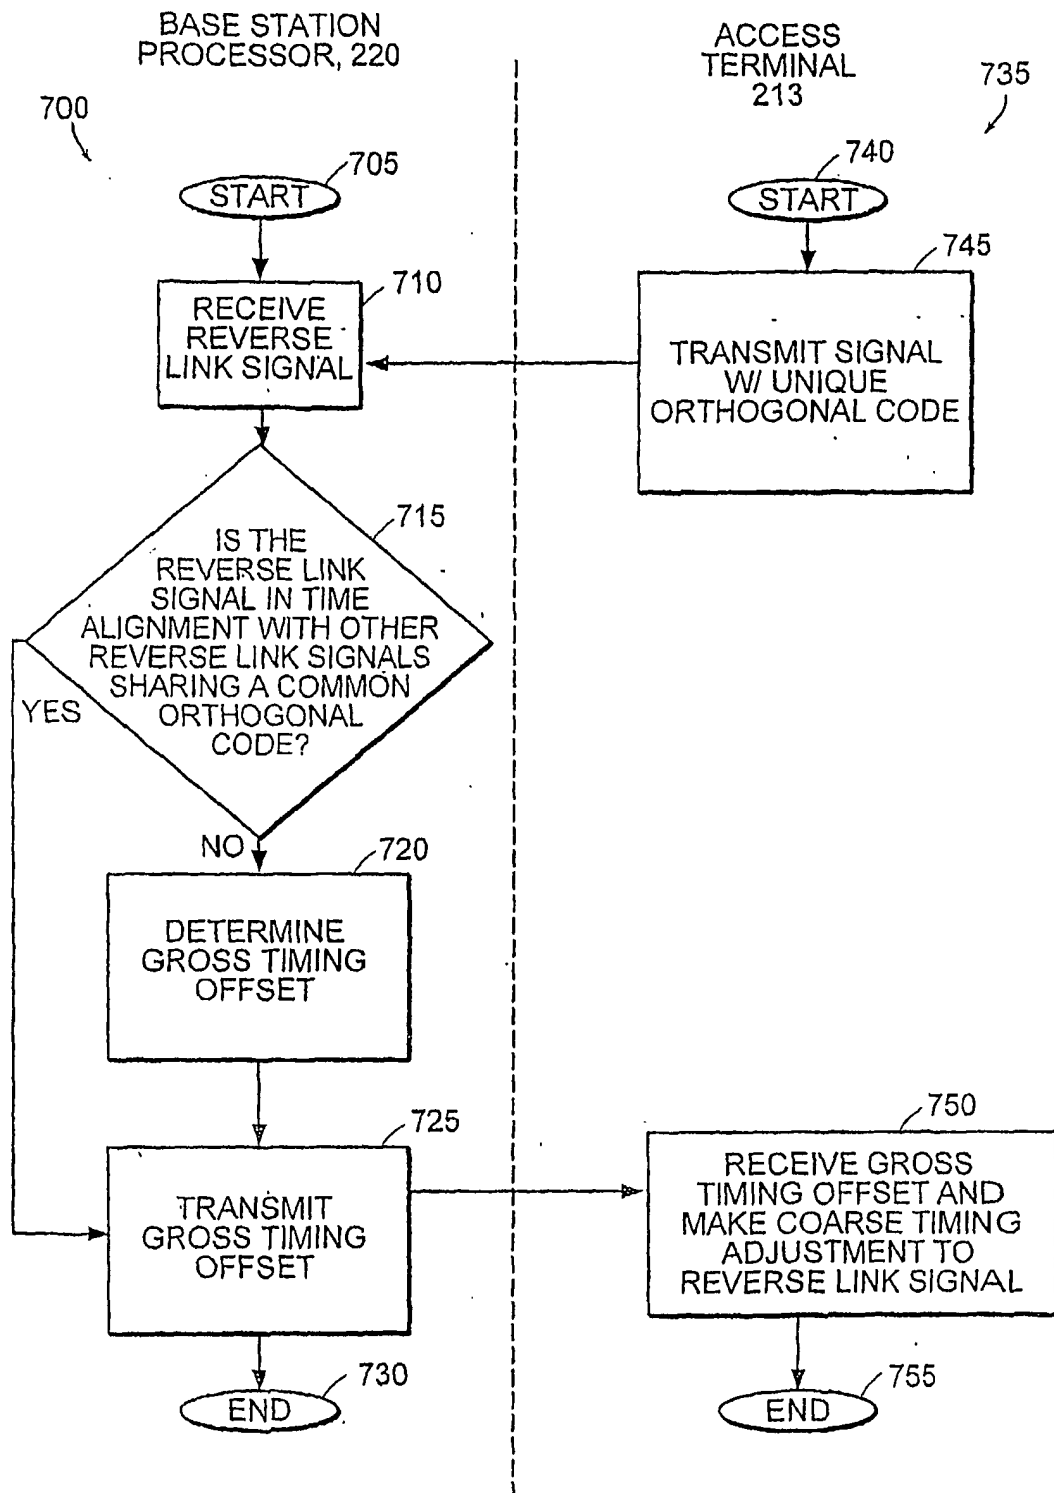 BASE STATION
PROCESSOR, 220
ACCESS
TERMINAL
213
700
735
705
START
740
START
710
RECEIVE
REVERSE
LINK SIGNAL
745
TRANSMIT SIGNAL
W/ UNIQUE
ORTHOGONAL CODE
715
IS THE
REVERSE LINK
SIGNAL IN TIME
ALIGNMENT WITH OTHER
REVERSE LINK SIGNALS
SHARING A COMMON
ORTHOGONAL
CODE?
YES
NO
720
DETERMINE
GROSS TIMING
OFFSET
725
TRANSMIT
GROSS TIMING
OFFSET
750
RECEIVE GROSS
TIMING OFFSET AND
MAKE COARSE TIMING
ADJUSTMENT TO
REVERSE LINK SIGNAL
730
END
755
END